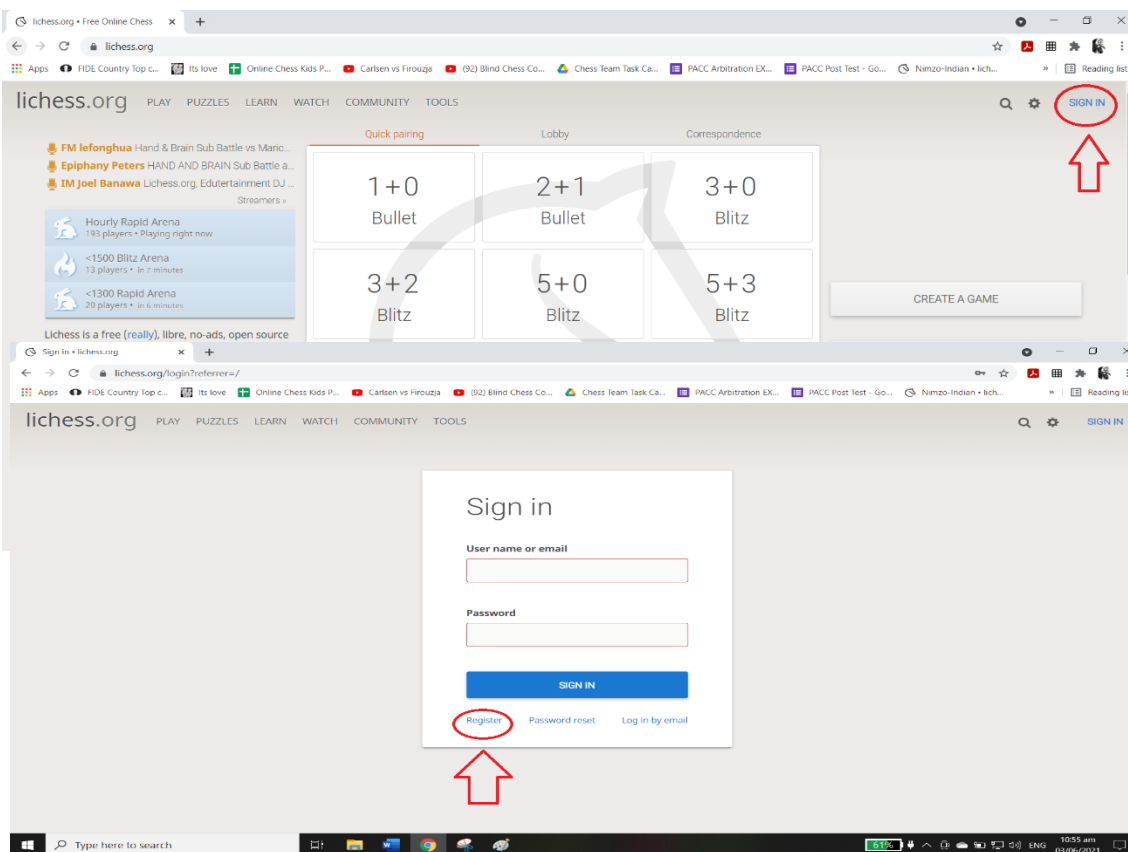 lichess.org • Free Online Chess
lichess.org
Apps FIDE Country Top c... Its love Online Chess Kids P... Carlsen vs Firouzja (92) Blind Chess Co... Chess Team Task Ca... PACC Arbitration EX... PACC Post Test - Go... Nimzo-Indian • lich... » Reading list
lichess.org PLAY PUZZLES LEARN WATCH COMMUNITY TOOLS SIGN IN
Quick pairing Lobby Correspondence
FM lefonghua Hand & Brain Sub Battle vs Maric...
Epiphany Peters HAND AND BRAIN Sub Battle a...
IM Joel Banawa Lichess.org, Edutertainment DJ ...
Streamers »
Hourly Rapid Arena
193 players • Playing right now
<1500 Blitz Arena
13 players • in 7 minutes
<1300 Rapid Arena
20 players • in 6 minutes
Lichess is a free (really), libre, no-ads, open source
1+0 2+1 3+0
Bullet Bullet Blitz
3+2 5+0 5+3
Blitz Blitz Blitz
CREATE A GAME
Sign in • lichess.org
lichess.org/login?referrer=/
Apps FIDE Country Top c... Its love Online Chess Kids P... Carlsen vs Firouzja (92) Blind Chess Co... Chess Team Task Ca... PACC Arbitration EX... PACC Post Test - Go... Nimzo-Indian • lich... » Reading lis
lichess.org PLAY PUZZLES LEARN WATCH COMMUNITY TOOLS SIGN IN
Sign in
User name or email
Password
SIGN IN
Register Password reset Log in by email
Type here to search
61% ENG 10:55 am
03/06/2021